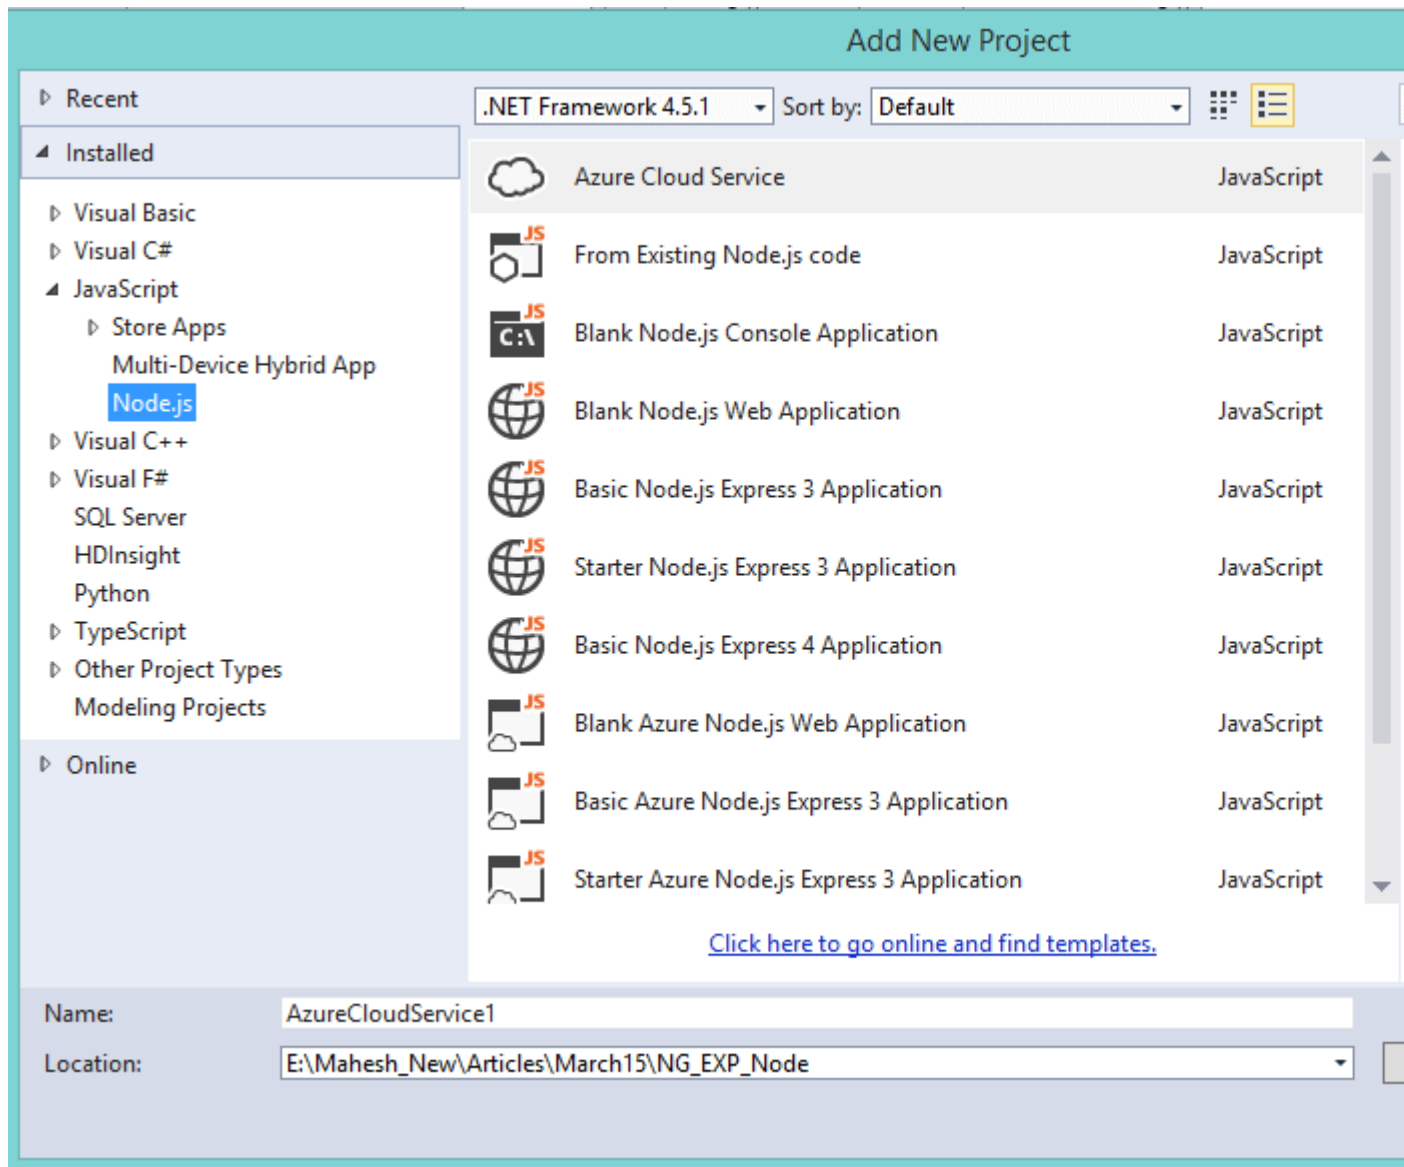 Add New Project
Recent
Installed
Visual Basic
Visual C#
JavaScript
Store Apps
Multi-Device Hybrid App
Node.js
Visual C++
Visual F#
SQL Server
HDInsight
Python
TypeScript
Other Project Types
Modeling Projects
Online
.NET Framework 4.5.1 Sort by: Default
Azure Cloud Service JavaScript
JS
From Existing Node.js code JavaScript
JS
C:\ Blank Node.js Console Application JavaScript
JS
Blank Node.js Web Application JavaScript
JS
Basic Node.js Express 3 Application JavaScript
JS
Starter Node.js Express 3 Application JavaScript
JS
Basic Node.js Express 4 Application JavaScript
JS
Blank Azure Node.js Web Application JavaScript
JS
Basic Azure Node.js Express 3 Application JavaScript
JS
Starter Azure Node.js Express 3 Application JavaScript
Click here to go online and find templates.
Name: AzureCloudService1
Location: E:\Mahesh_New\Articles\March15\NG_EXP_Node